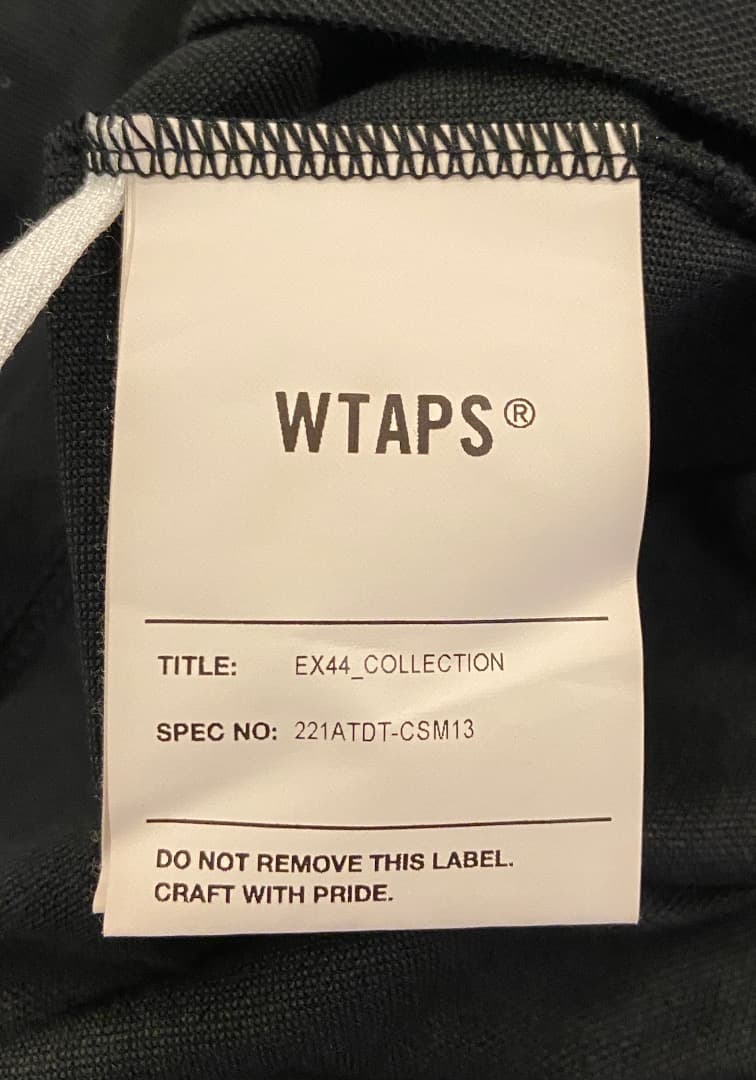 WTAPS®
TITLE: EX44_COLLECTION
SPEC NO: 221ATDT-CSM13
DO NOT REMOVE THIS LABEL.
CRAFT WITH PRIDE.